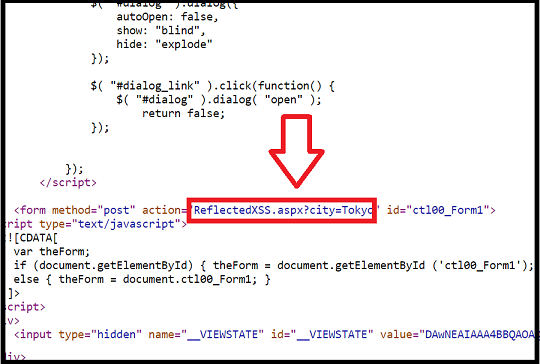 $( "#dialog" ).dialog({
autoOpen: false,
show: "blind",
hide: "explode"
});
$( "#dialog_link" ).click(function() {
$( "#dialog" ).dialog( "open" );
return false;
});
});
</script>
<form method="post" action="ReflectedXSS.aspx?city=Tokyo" id="ctl00_Form1">
cript type="text/javascript">
![CDATA[
var theForm;
if (document.getElementById) { theForm = document.getElementById ('ctl00_Form1');
else { theForm = document.ctl00_Form1; }
]>
script>
iv>
<input type="hidden" name="__VIEWSTATE" id="__VIEWSTATE" value="DAwNEAIAAA4BBQAOA
div>